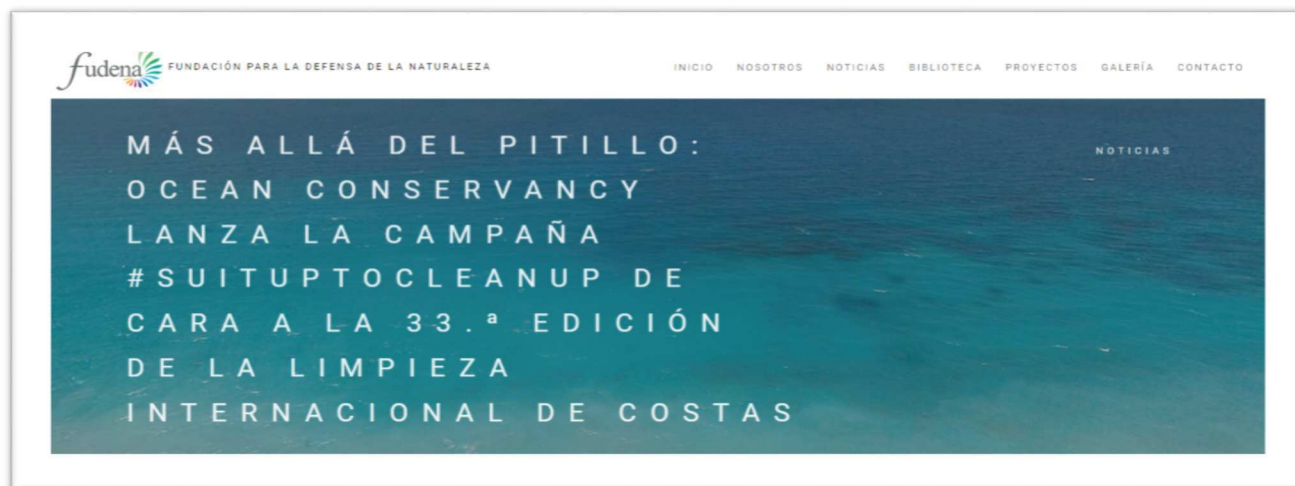 fudena FUNDACIÓN PARA LA DEFENSA DE LA NATURALEZA
INICIO NOSOTROS NOTICIAS BIBLIOTECA PROYECTOS GALERÍA CONTACTO
MÁS ALLÁ DEL PITILLO:
OCEAN CONSERVANCY
LANZA LA CAMPAÑA
#SUITUPTOCLEANUP DE
CARA A LA 33.ª EDICIÓN
DE LA LIMPIEZA
INTERNACIONAL DE COSTAS
NOTICIAS